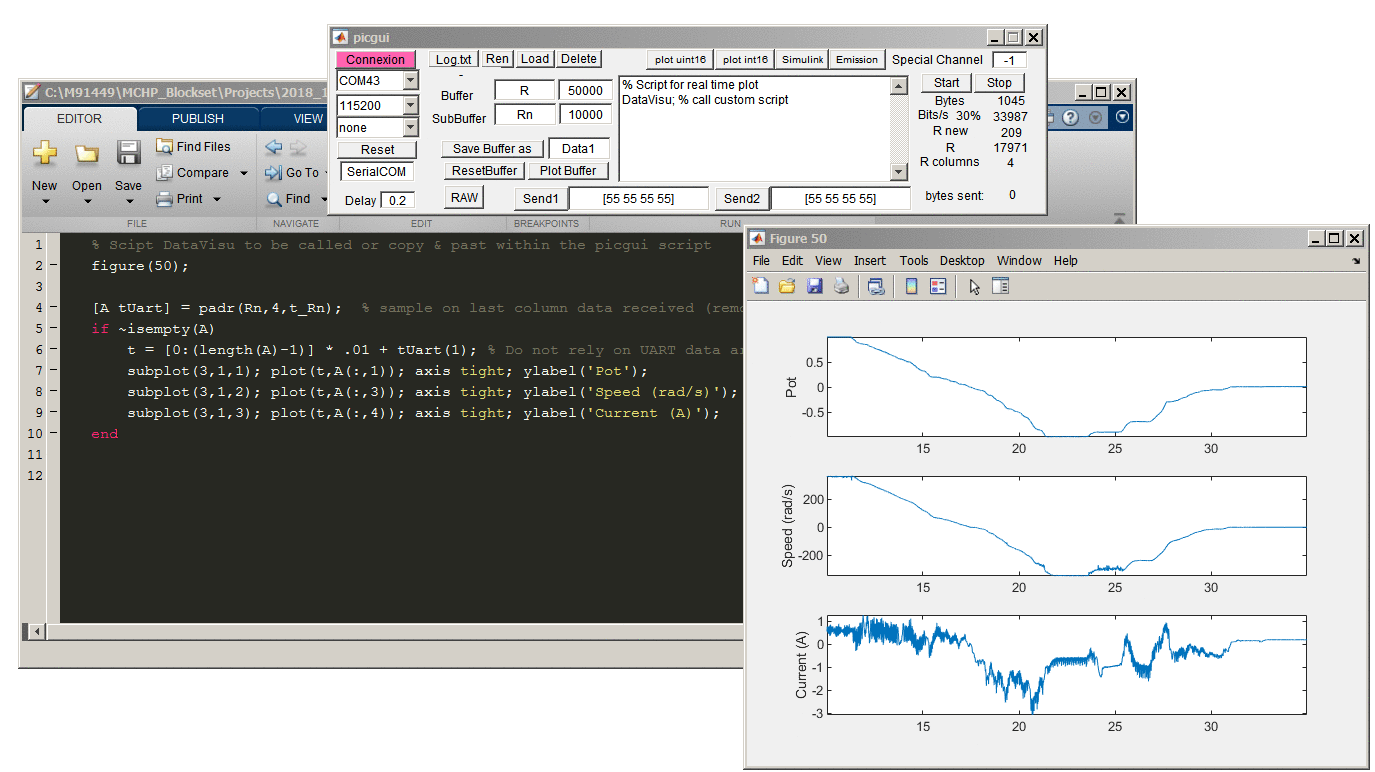 picgui
Connexion Log.txt Ren Load Delete plot uint16 plot int16 Simulink Emission Special Channel -1
COM43
115200
none
Reset
SerialCOM
Delay 0.2
Buffer R 50000
SubBuffer Rn 10000
Save Buffer as Data1
ResetBuffer Plot Buffer
RAW Send1 [55 55 55 55] Send2 [55 55 55 55]
% Script for real time plot
DataVisu; % call custom script
Start Stop
Bytes 1045
Bits/s 30% 33987
R new 209
R 17971
R columns 4
bytes sent: 0
C:\M91449\MCHP_Blockset\Projects\2018_1
EDITOR PUBLISH VIEW
New Open Save
Find Files
Compare
Print
Go To
Find
FILE NAVIGATE EDIT BREAKPOINTS RUN
1 % Scipt DataVisu to be called or copy & past within the picgui script
2 figure(50);
3
4 [A tUart] = padr(Rn,4,t_Rn); % sample on last column data received (remo
5 if ~isempty(A)
6 t = [0:(length(A)-1)] * .01 + tUart(1); % Do not rely on UART data ar
7 subplot(3,1,1); plot(t,A(:,1)); axis tight; ylabel('Pot');
8 subplot(3,1,2); plot(t,A(:,3)); axis tight; ylabel('Speed (rad/s)');
9 subplot(3,1,3); plot(t,A(:,4)); axis tight; ylabel('Current (A)');
10 end
11
12
Figure 50
File Edit View Insert Tools Desktop Window Help
Pot
0.5
0
-0.5
15 20 25 30
Speed (rad/s)
200
0
-200
15 20 25 30
Current (A)
1
0
-1
-2
-3
15 20 25 30